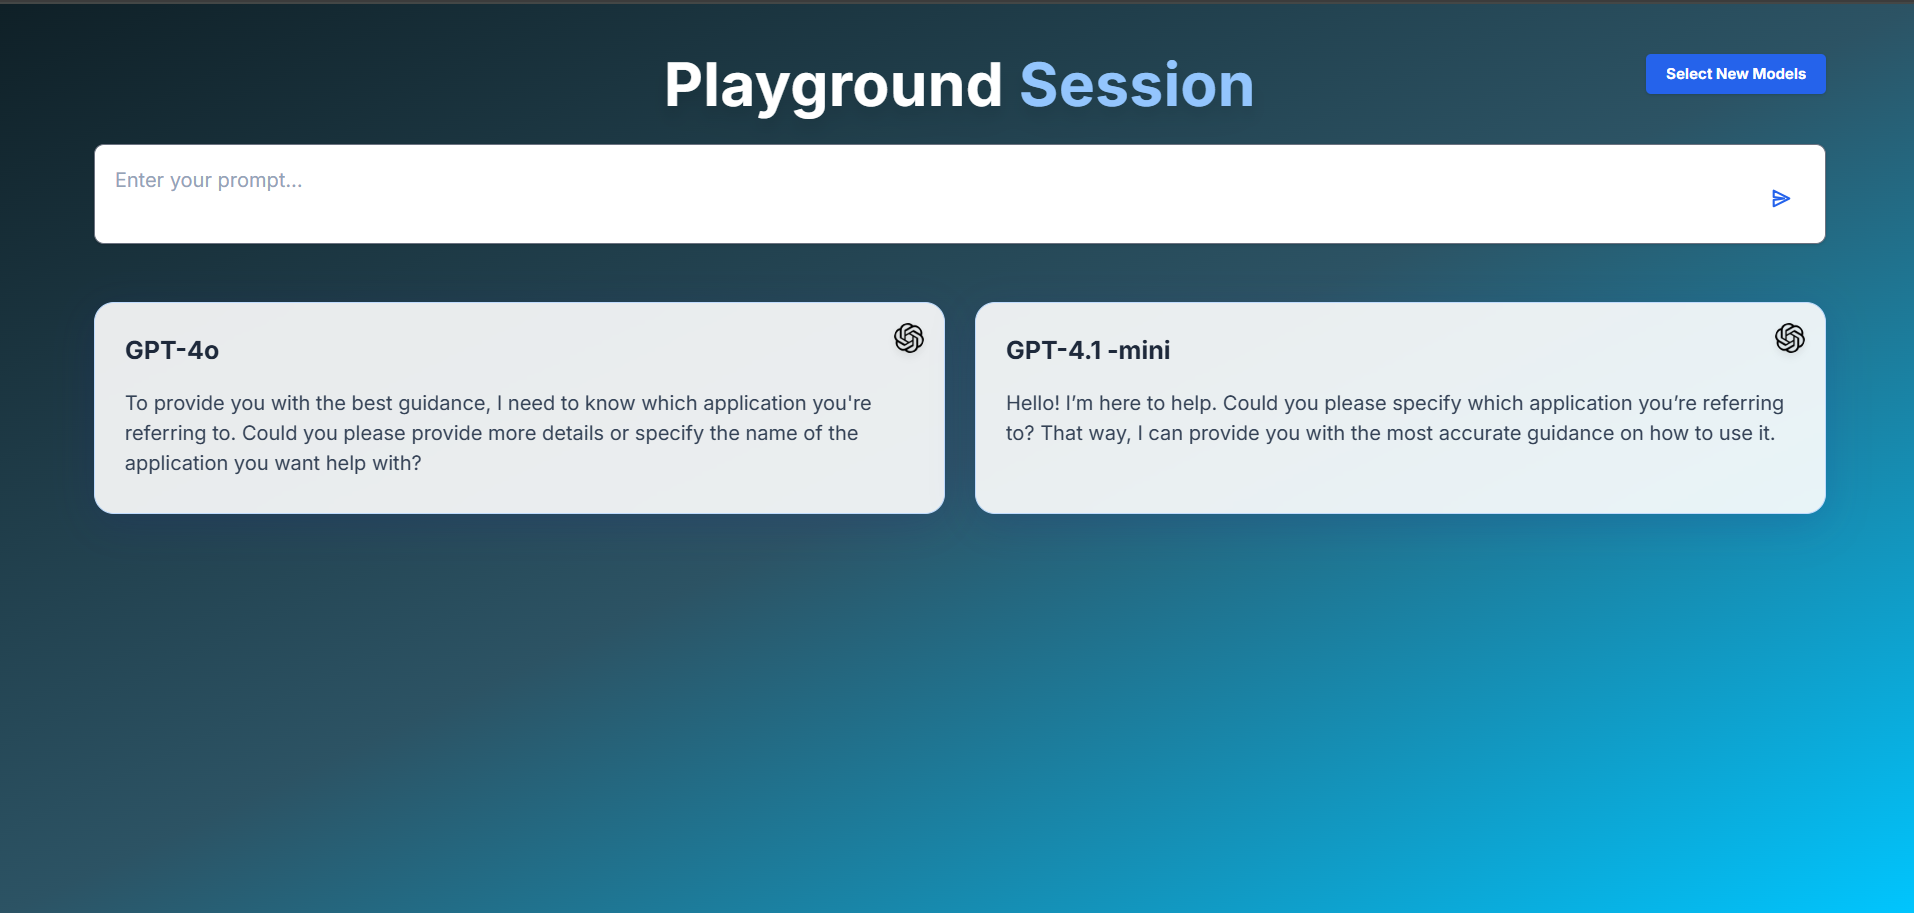 Playground Session
Select New Models
Enter your prompt...
GPT-4o
To provide you with the best guidance, I need to know which application you're
referring to. Could you please provide more details or specify the name of the
application you want help with?
GPT-4.1 -mini
Hello! I’m here to help. Could you please specify which application you’re referring
to? That way, I can provide you with the most accurate guidance on how to use it.